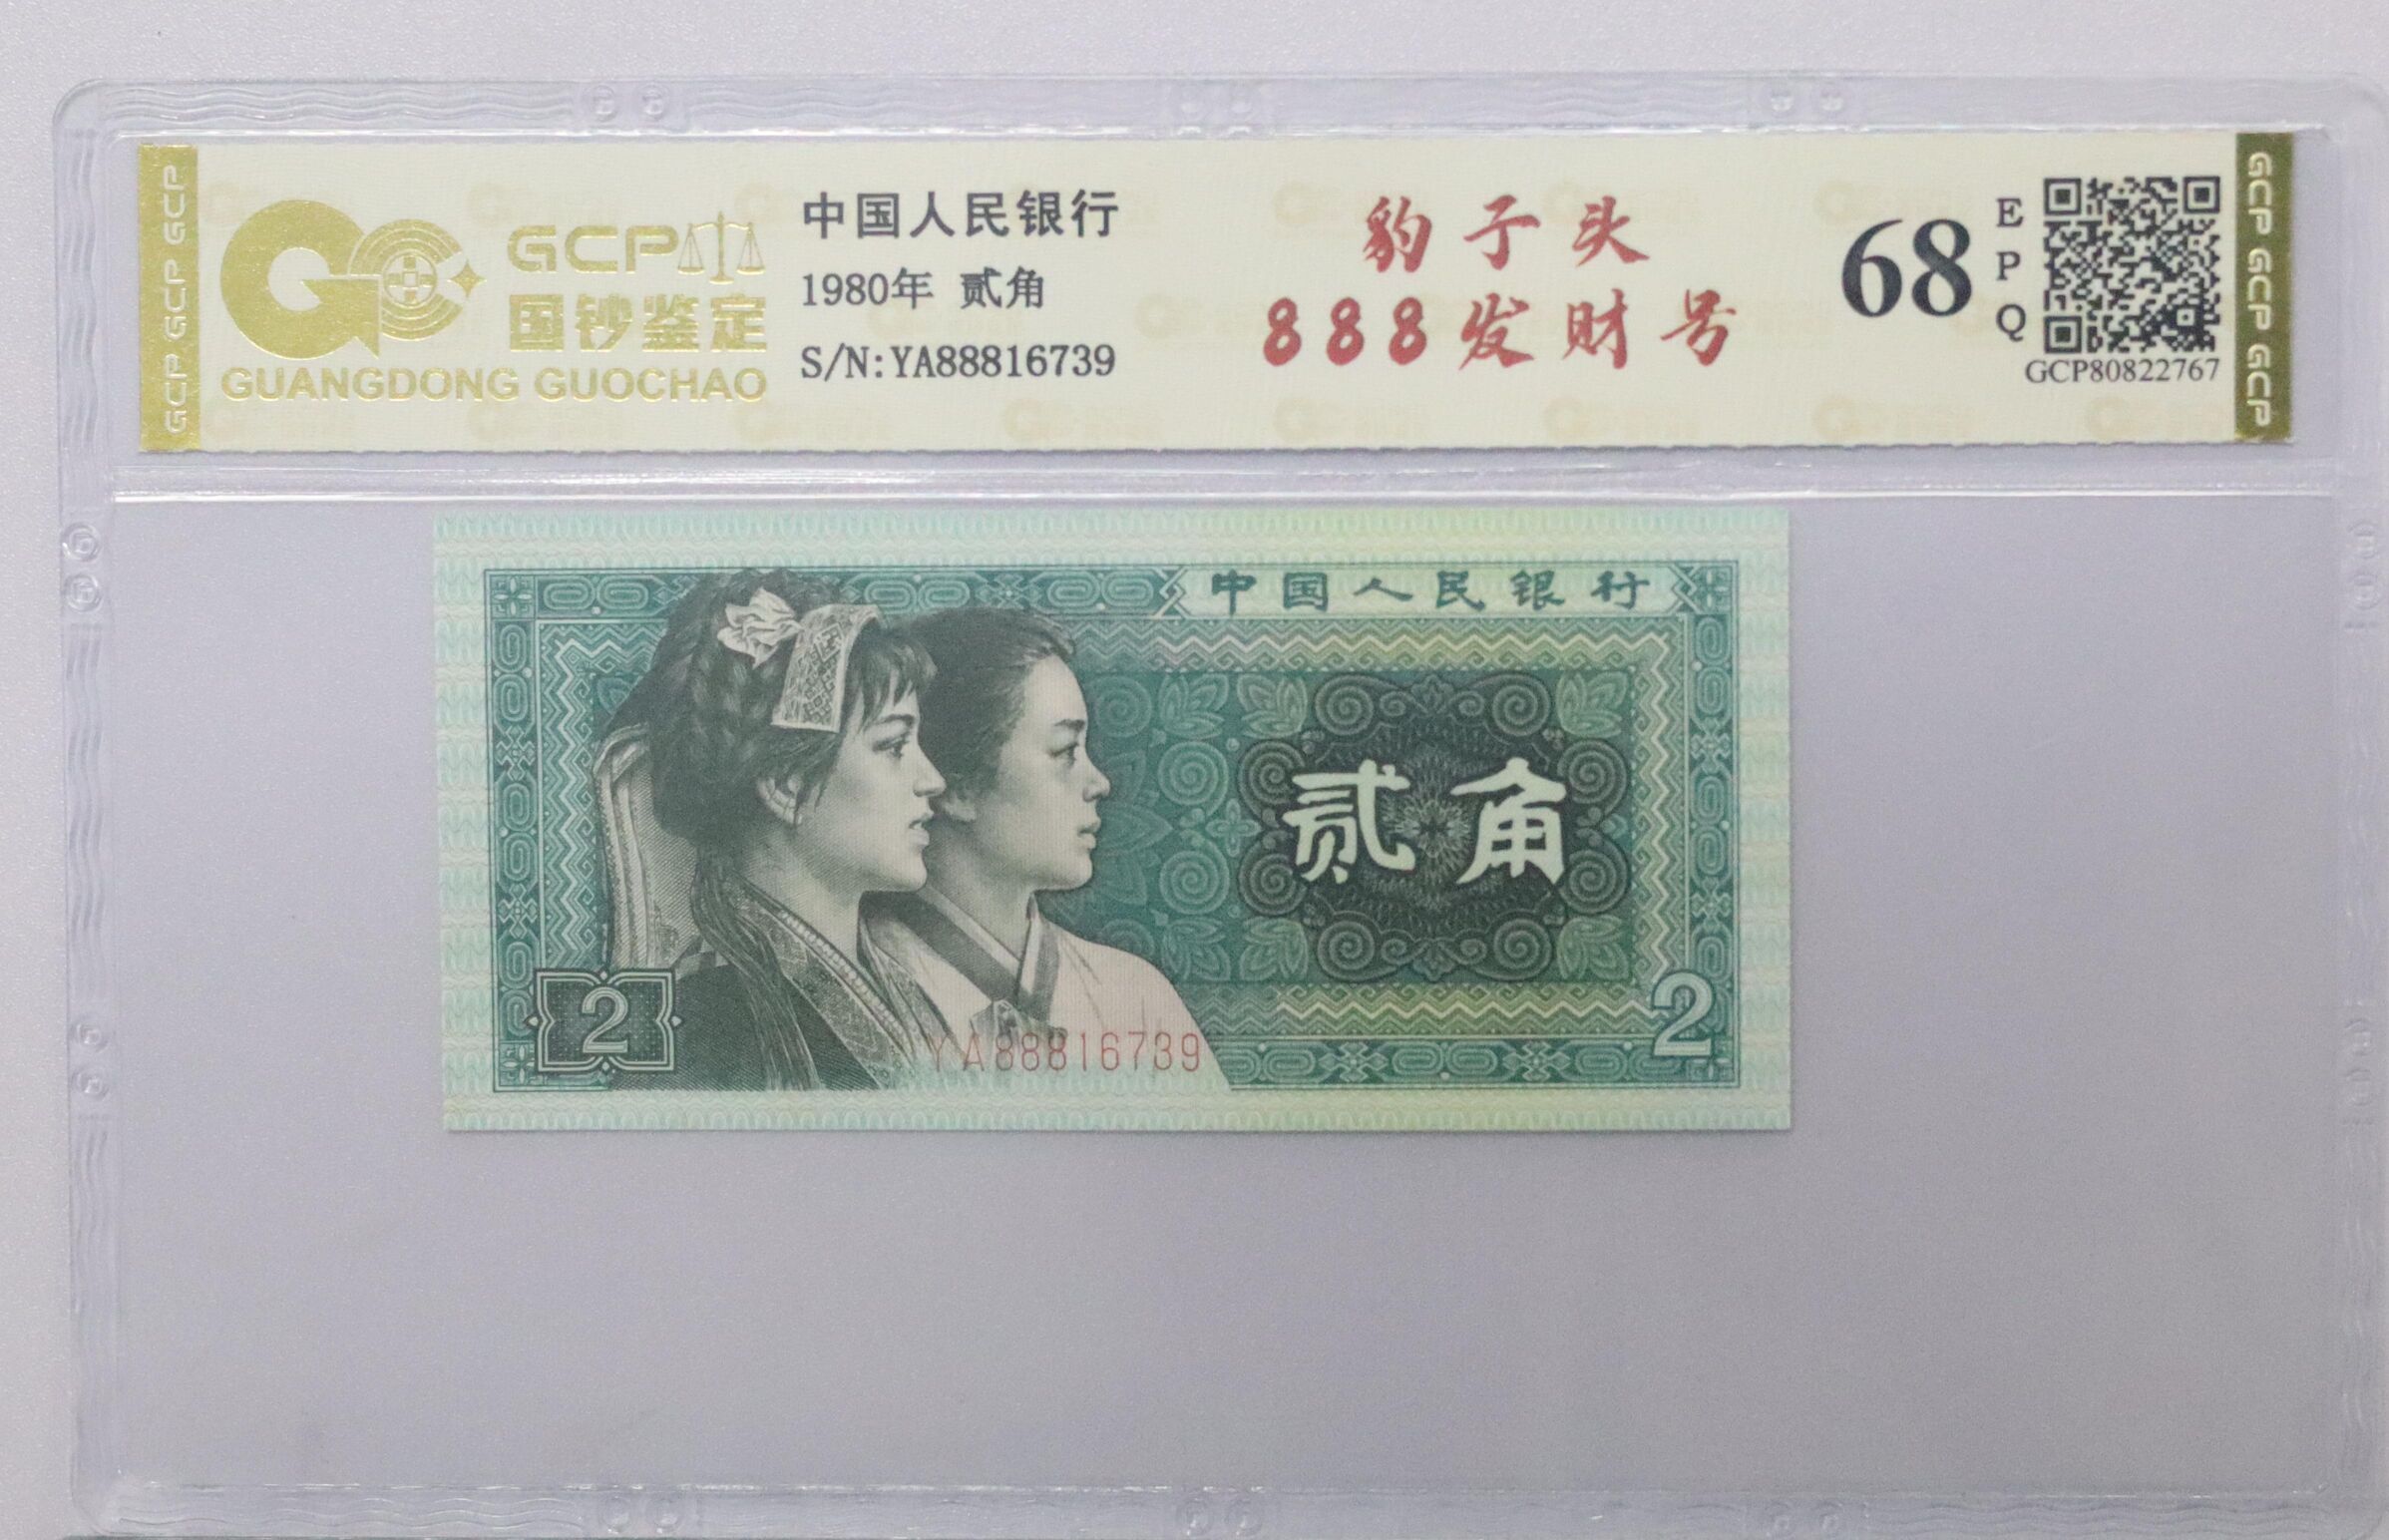 GCP GCP GCP
GCP
国钞鉴定
GUANGDONG GUOCHAO
中国人民银行
1980年 贰角
S/N:YA88816739
豹子头
888发财号
68
E
P
Q
GCP80822767
GCP GCP GCP
中国人民银行
贰角
2
YA88816739
2